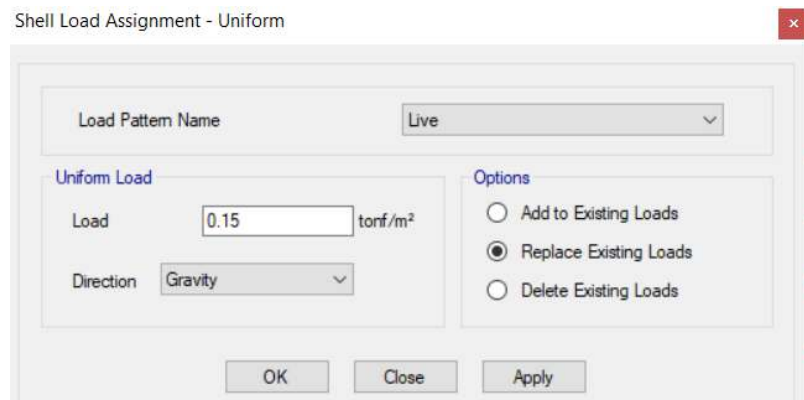 Shell Load Assignment - Uniform
Load Pattern Name
Live
Uniform Load
Load
0.15
tonf/m²
Direction
Gravity
Options
Add to Existing Loads
Replace Existing Loads
Delete Existing Loads
OK
Close
Apply